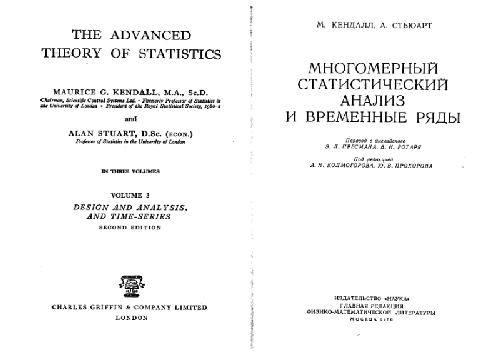 THE ADVANCED
THEORY OF STATISTICS
MAURICE G. KENDALL, M.A., Sc.D.
Chairman, Scientific Control Systems Ltd. · Formerly Professor of Statistics in
the University of London · President of the Royal Statistical Society, 1960-2
and
ALAN STUART, D.Sc. (ECON.)
Professor of Statistics in the University of London
IN THREE VOLUMES
VOLUME 3
DESIGN AND ANALYSIS,
AND TIME-SERIES
SECOND EDITION
CHARLES GRIFFIN & COMPANY LIMITED
LONDON
М. КЕНДАЛЛ, А. СТЬЮАРТ
МНОГОМЕРНЫЙ
СТАТИСТИЧЕСКИЙ
АНАЛИЗ
И ВРЕМЕННЫЕ РЯДЫ
Перевод с английского
Э. Л. ПРЕСМАНА, В. И. РОТАРЯ
Под редакцией
А. Н. КОЛМОГОРОВА, Ю. В. ПРОХОРОВА
ИЗДАТЕЛЬСТВО «НАУКА»
ГЛАВНАЯ РЕДАКЦИЯ
ФИЗИКО-МАТЕМАТИЧЕСКОЙ ЛИТЕРАТУРЫ
МОСКВА 1976